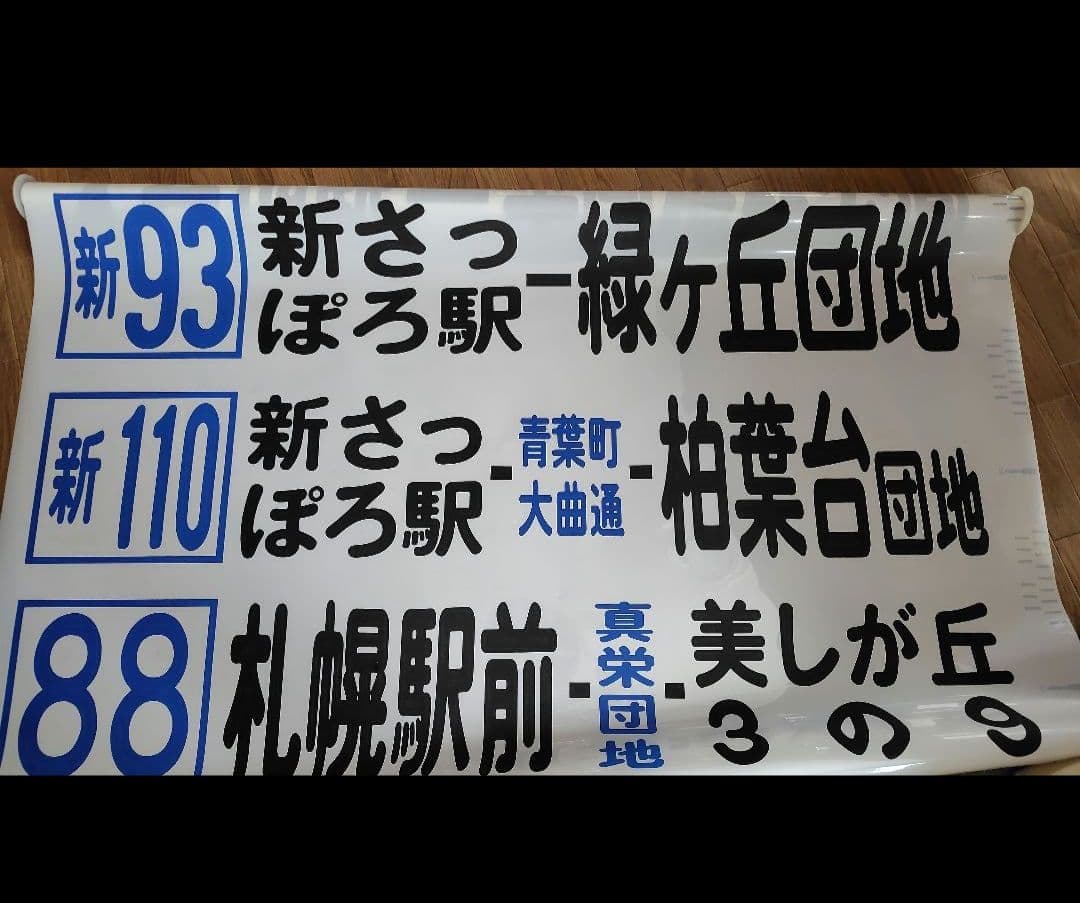 新93 新さっぽろ駅-緑ヶ丘団地
新110 新さっぽろ駅-青葉町 大曲通-柏葉台団地
88 札幌駅前-真栄団地-美しが丘3の9